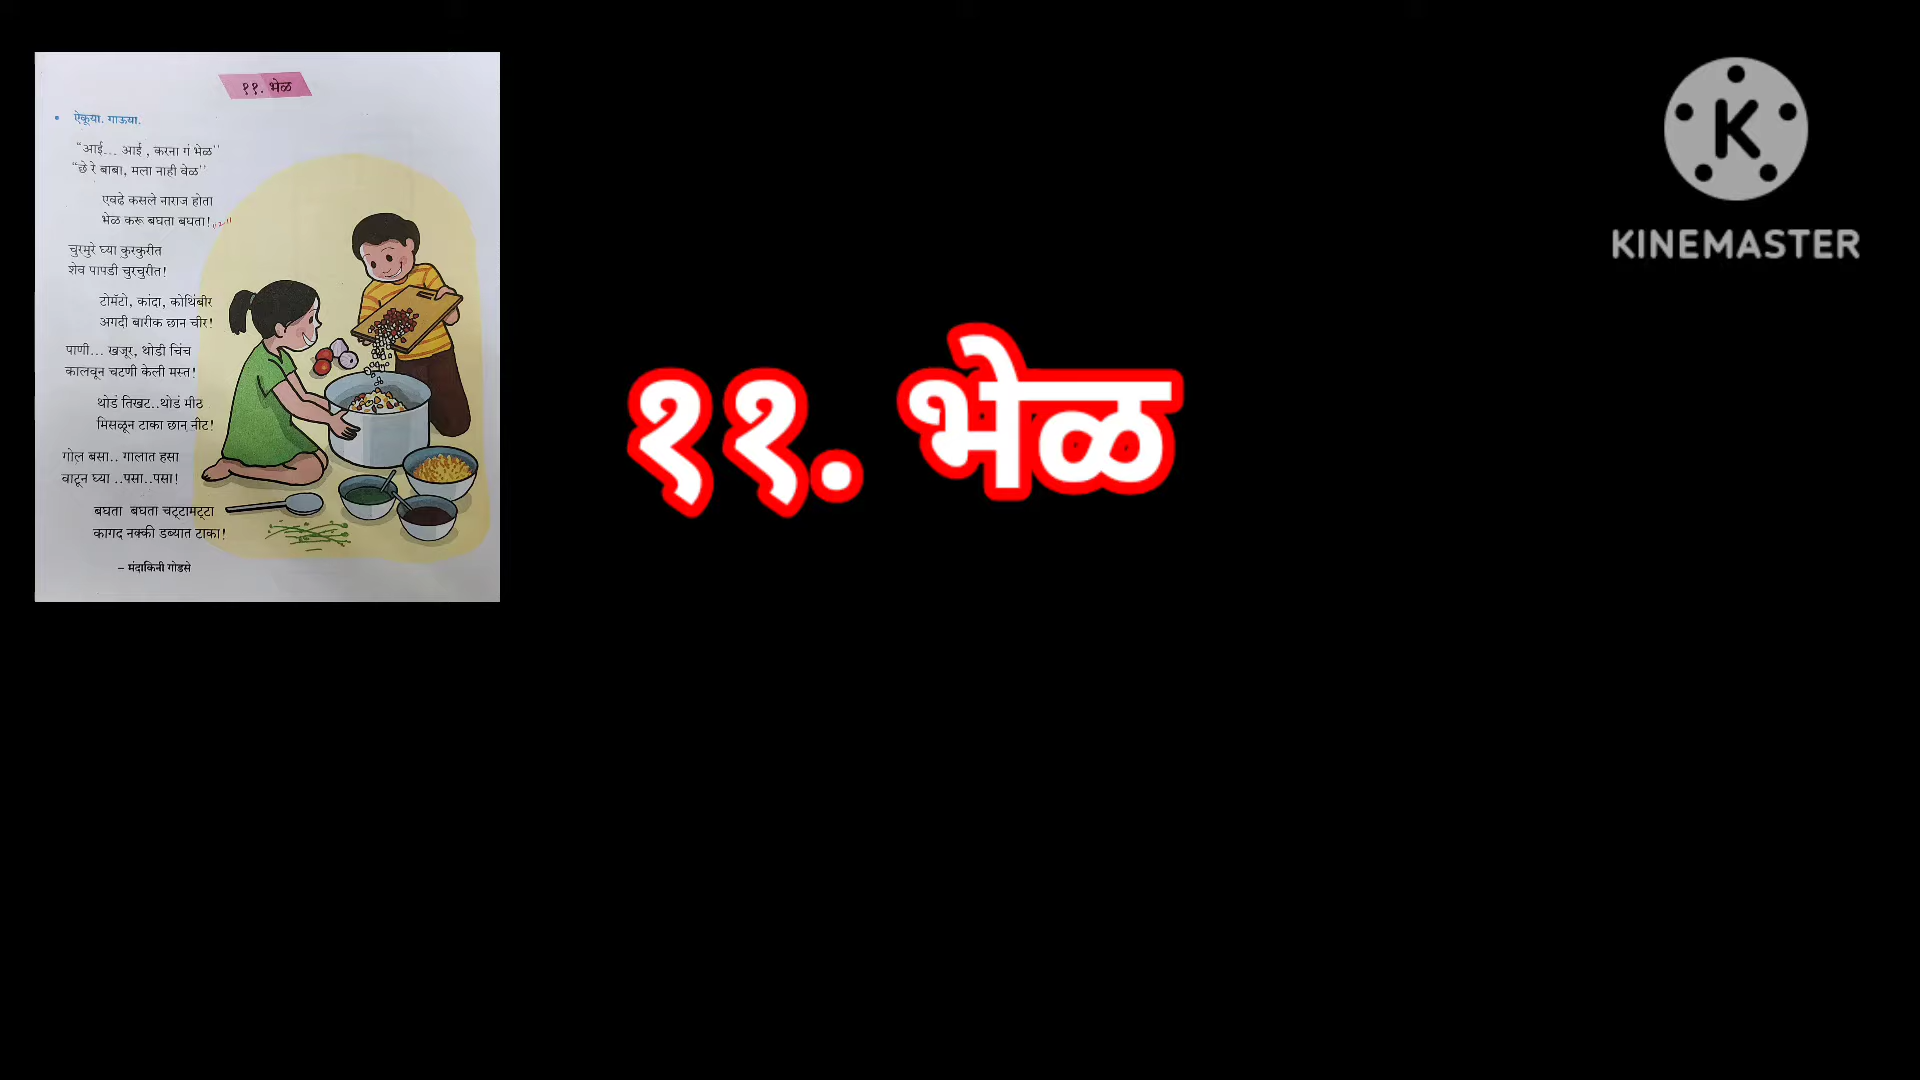 ११. भेळ
• ऐकूया. गाऊया.
“आई... आई , करना गं भेळ’’
“छे रे बाबा, मला नाही वेळ’’
एवढे कसले नाराज होता
भेळ करू बघता बघता!
चुरमुरे घ्या कुरकुरीत
शेव पापडी चुरचुरीत!
टोमॅटो, कांदा, कोथिंबीर
अगदी बारीक छान चीर!
पाणी... खजूर, थोडी चिंच
कालवून चटणी केली मस्त!
थोडं तिखट..थोडं मीठ
मिसळून टाका छान नीट!
गोल बसा.. गालात हसा
वाटून घ्या ..पसा..पसा!
बघता बघता चट्टामट्टा
कागद नक्की डब्यात टाका!
– मंदाकिनी गोडसे
११. भेळ
K
KINEMASTER